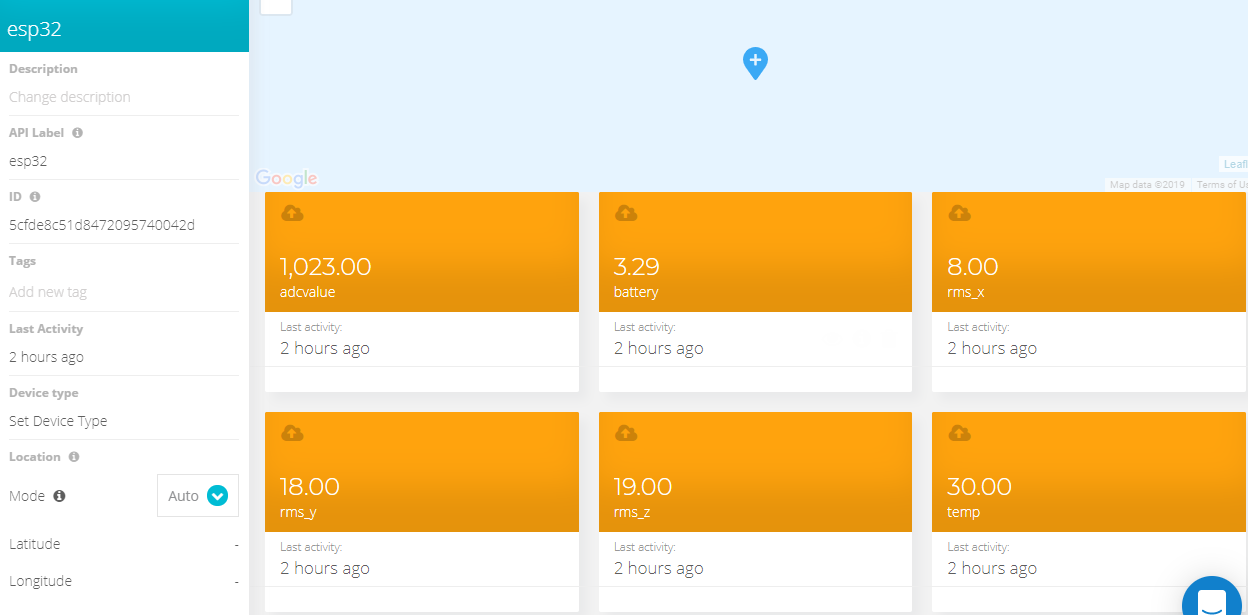 esp32
Description
Change description
API Label
esp32
ID
5cfde8c51d8472095740042d
Tags
Add new tag
Last Activity
2 hours ago
Device type
Set Device Type
Location
Mode
Auto
Latitude -
Longitude -
Google
Map data ©2019
Terms of
1,023.00
adcvalue
Last activity:
2 hours ago
3.29
battery
Last activity:
2 hours ago
8.00
rms_x
Last activity:
2 hours ago
18.00
rms_y
Last activity:
2 hours ago
19.00
rms_z
Last activity:
2 hours ago
30.00
temp
Last activity:
2 hours ago